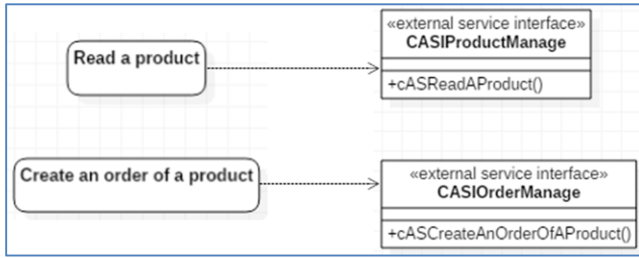 «external service interface»
CASIProductManage
Read a product
+cASReadAProduct()
«external service interface»
CASIOrderManage
Create an order of a product
+cASCreateAnOrderOfAProduct()